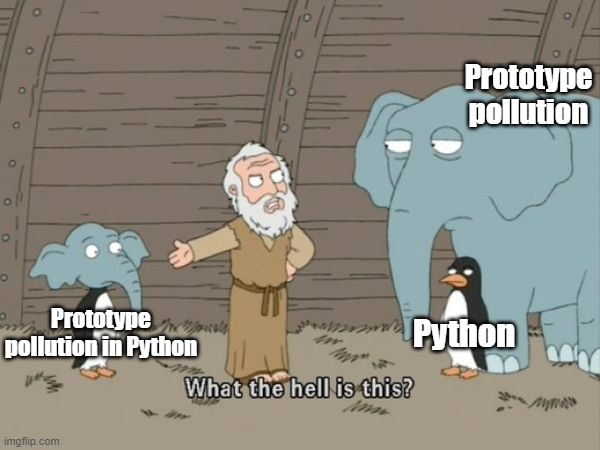 Prototype
pollution
Prototype
pollution in Python
Python
What the hell is this?
imgflip.com